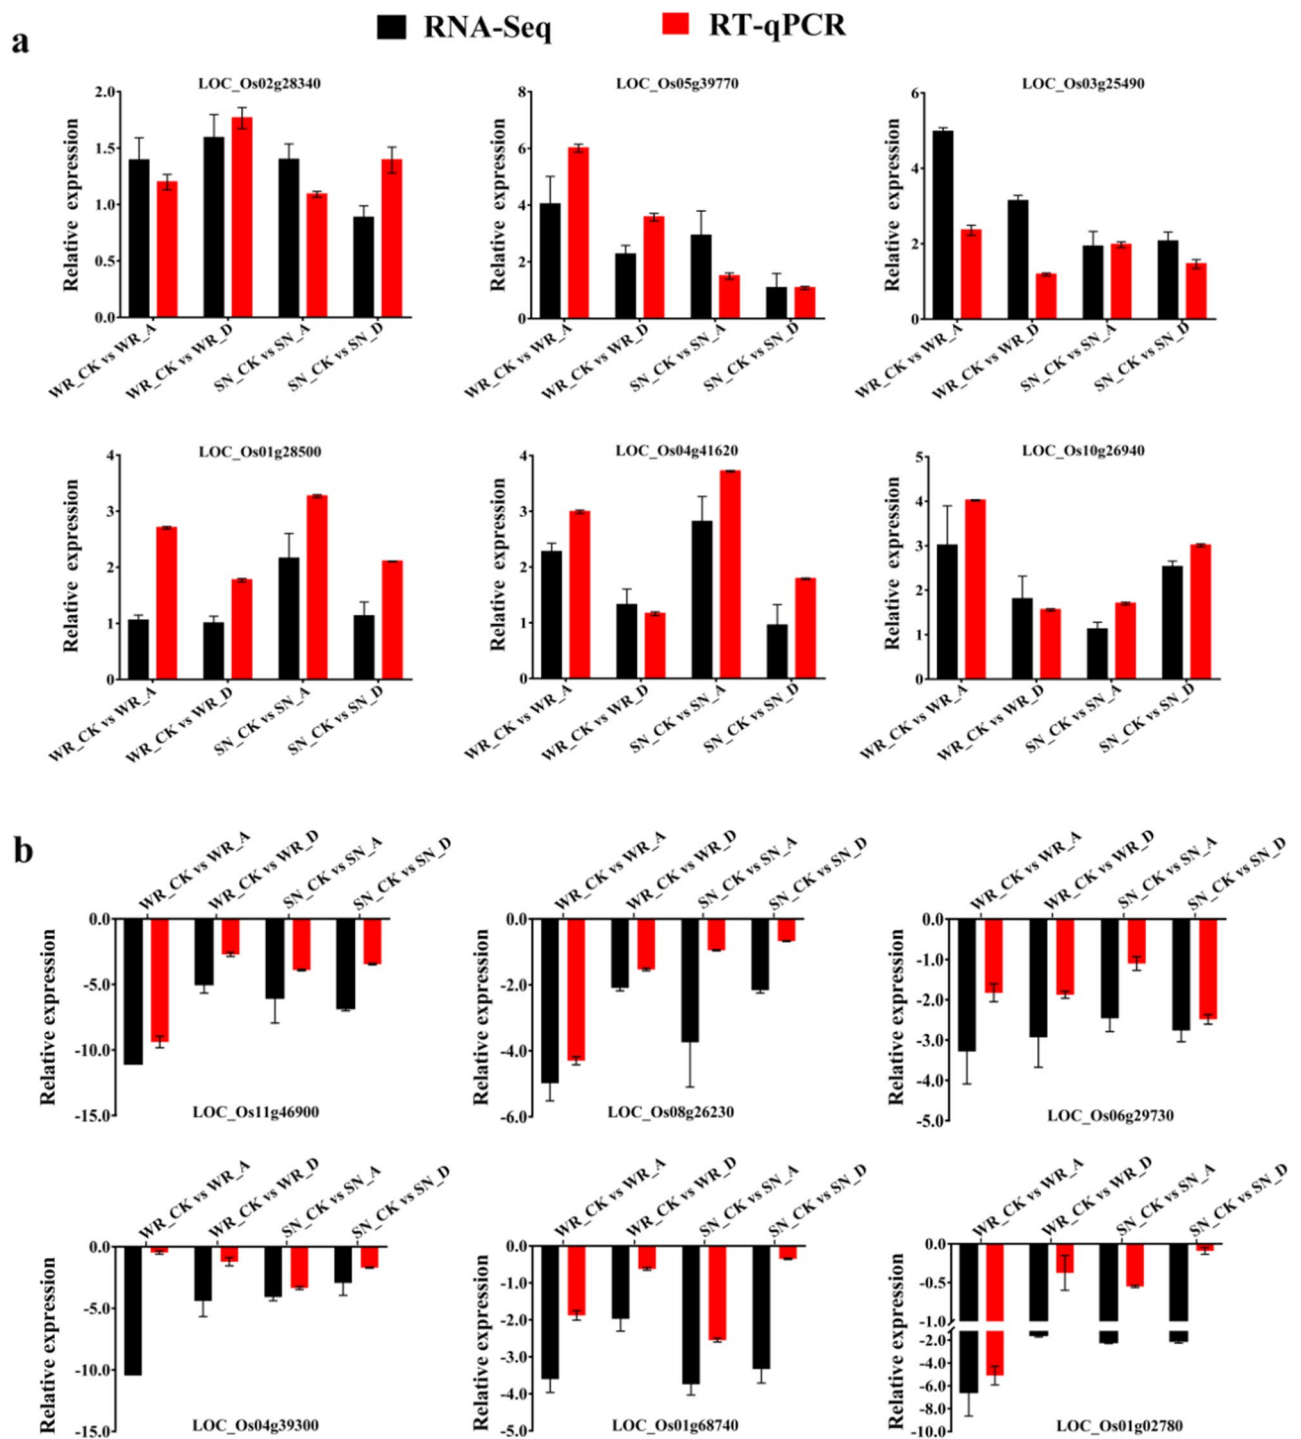 RNA-Seq RT-qPCR
a
LOC_Os02g28340
Relative expression
2.0
1.5
1.0
0.5
0.0
WR_CK vs WR_A
WR_CK vs WR_D
SN_CK vs SN_A
SN_CK vs SN_D
LOC_Os05g39770
Relative expression
8
6
4
2
0
WR_CK vs WR_A
WR_CK vs WR_D
SN_CK vs SN_A
SN_CK vs SN_D
LOC_Os03g25490
Relative expression
6
4
2
0
WR_CK vs WR_A
WR_CK vs WR_D
SN_CK vs SN_A
SN_CK vs SN_D
LOC_Os01g28500
Relative expression
4
3
2
1
0
WR_CK vs WR_A
WR_CK vs WR_D
SN_CK vs SN_A
SN_CK vs SN_D
LOC_Os04g41620
Relative expression
4
3
2
1
0
WR_CK vs WR_A
WR_CK vs WR_D
SN_CK vs SN_A
SN_CK vs SN_D
LOC_Os10g26940
Relative expression
5
4
3
2
1
0
WR_CK vs WR_A
WR_CK vs WR_D
SN_CK vs SN_A
SN_CK vs SN_D
b
WR_CK vs WR_A
WR_CK vs WR_D
SN_CK vs SN_A
SN_CK vs SN_D
Relative expression
0.0
-5.0
-10.0
-15.0
LOC_Os11g46900
WR_CK vs WR_A
WR_CK vs WR_D
SN_CK vs SN_A
SN_CK vs SN_D
Relative expression
0.0
-2.0
-4.0
-6.0
LOC_Os08g26230
WR_CK vs WR_A
WR_CK vs WR_D
SN_CK vs SN_A
SN_CK vs SN_D
Relative expression
0.0
-1.0
-2.0
-3.0
-4.0
-5.0
LOC_Os06g29730
WR_CK vs WR_A
WR_CK vs WR_D
SN_CK vs SN_A
SN_CK vs SN_D
Relative expression
0.0
-5.0
-10.0
-15.0
LOC_Os04g39300
WR_CK vs WR_A
WR_CK vs WR_D
SN_CK vs SN_A
SN_CK vs SN_D
Relative expression
0.0
-1.0
-2.0
-3.0
-4.0
-5.0
LOC_Os01g68740
WR_CK vs WR_A
WR_CK vs WR_D
SN_CK vs SN_A
SN_CK vs SN_D
Relative expression
0.0
-0.5
-1.0
-2.0
-4.0
-6.0
-8.0
-10.0
LOC_Os01g02780